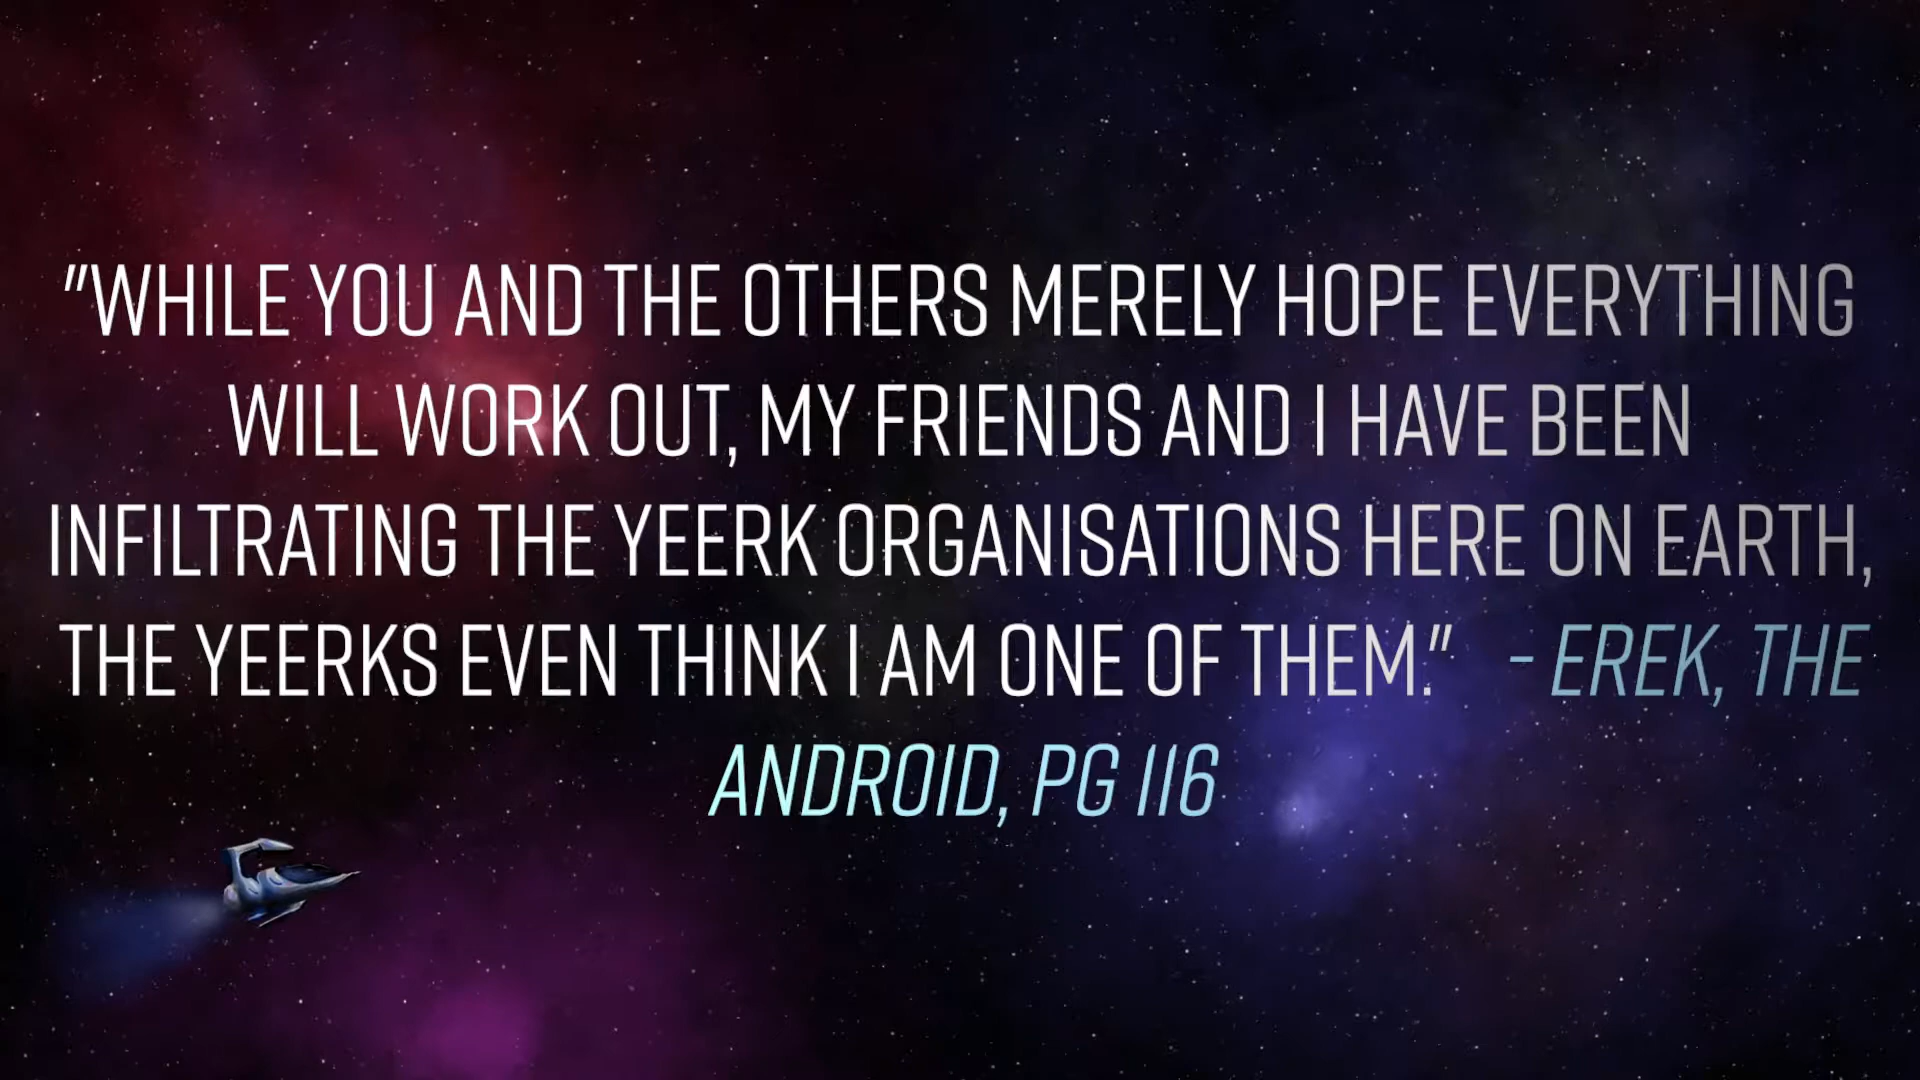 "WHILE YOU AND THE OTHERS MERELY HOPE EVERYTHING
WILL WORK OUT, MY FRIENDS AND I HAVE BEEN
INFILTRATING THE YEERK ORGANISATIONS HERE ON EARTH,
THE YEERKS EVEN THINK I AM ONE OF THEM." - EREK, THE
ANDROID, PG 116